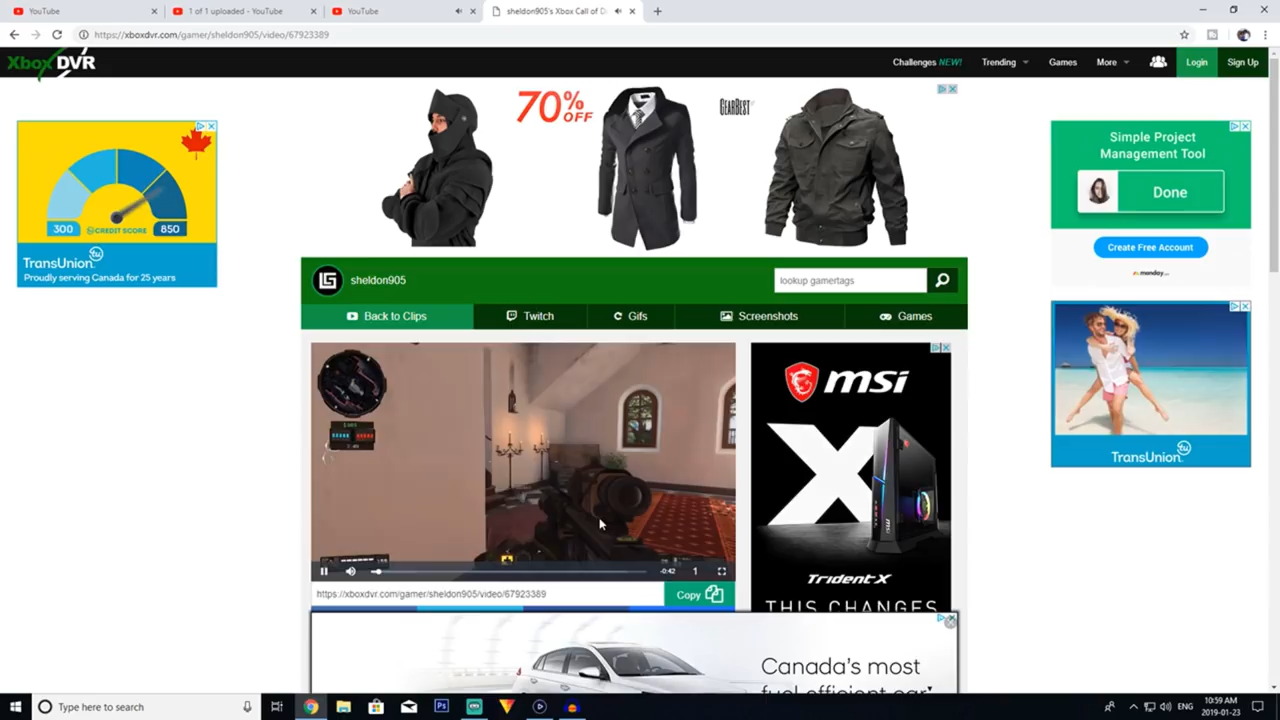 YouTube
1 of 1 uploaded - YouTube
YouTube
sheldon905's Xbox Call of D
https://xboxdvr.com/gamer/sheldon905/video/67923389
Xbox DVR
Challenges NEW!
Trending
Games
More
Login
Sign Up
70% OFF
GEARBEST
300
CREDIT SCORE
850
TransUnion
Proudly serving Canada for 25 years
Simple Project
Management Tool
Done
Create Free Account
monday
TransUnion
sheldon905
lookup gamertags
Back to Clips
Twitch
Gifs
Screenshots
Games
-0:42
1
https://xboxdvr.com/gamer/sheldon905/video/67923389
Copy
msi
X
TRIDENT X
THIS CHANGES
Canada's most
fuel efficient car
Type here to search
ENG
10:59 AM
2019-01-23